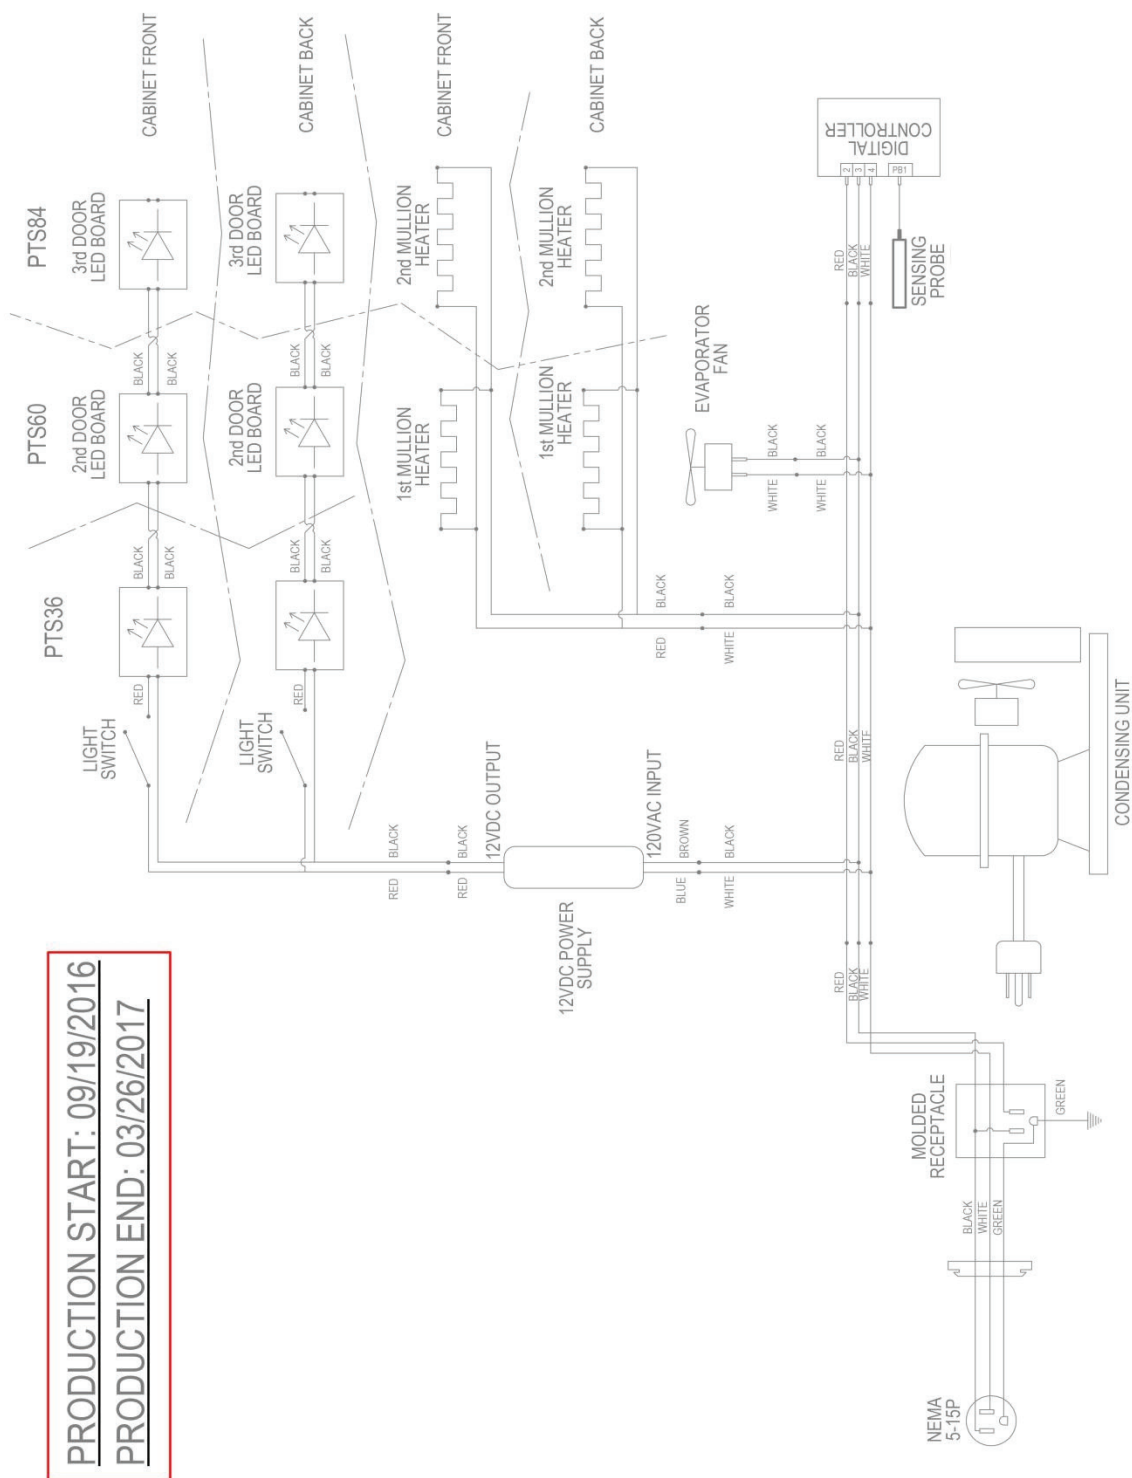 PRODUCTION START: 09/19/2016
PRODUCTION END: 03/26/2017
PTS36
PTS60
PTS84
LIGHT
SWITCH
RED
BLACK
BLACK
2nd DOOR
LED BOARD
BLACK
BLACK
3rd DOOR
LED BOARD
CABINET FRONT
LIGHT
SWITCH
RED
BLACK
BLACK
2nd DOOR
LED BOARD
BLACK
BLACK
3rd DOOR
LED BOARD
CABINET BACK
RED
BLACK
RED
BLACK
12VDC OUTPUT
12VDC POWER
SUPPLY
120VAC INPUT
BLUE
BROWN
WHITE
BLACK
1st MULLION
HEATER
2nd MULLION
HEATER
CABINET FRONT
1st MULLION
HEATER
2nd MULLION
HEATER
CABINET BACK
RED
BLACK
WHITE
BLACK
EVAPORATOR
FAN
WHITE
BLACK
WHITE
BLACK
RED
BLACK
WHITE
RED
BLACK
WHITE
RED
BLACK
WHITE
2
3
4
PB1
DIGITAL
CONTROLLER
SENSING
PROBE
NEMA
5-15P
BLACK
WHITE
GREEN
MOLDED
RECEPTACLE
GREEN
CONDENSING UNIT